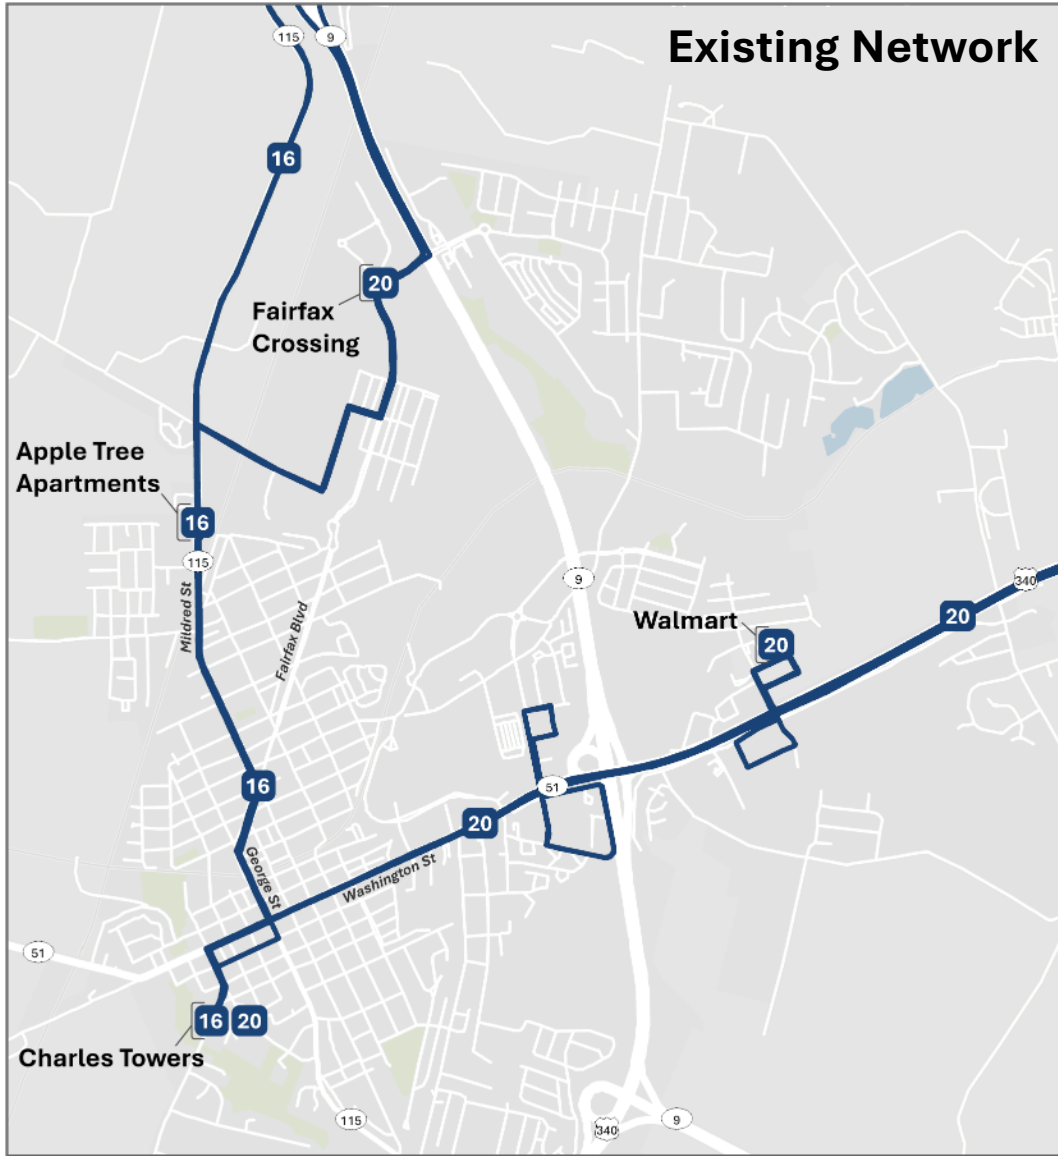 Existing Network
115
9
16
20
Fairfax
Crossing
Apple Tree
Apartments
16
115
Mildred St
Fairfax Blvd
9
340
20
Walmart
20
16
51
20
George St
Washington St
51
16
20
Charles Towers
115
340
9